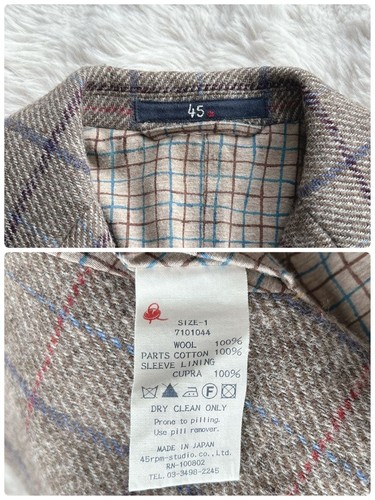 45
SIZE-1
7101044
WOOL 100%
PARTS COTTON 100%
SLEEVE LINING
CUPRA 100%
F
DRY CLEAN ONLY
Prone to pilling.
Use pill remover.
MADE IN JAPAN
45rpm-studio.co.,Ltd.
RN-100802
TEL.03-3498-2245